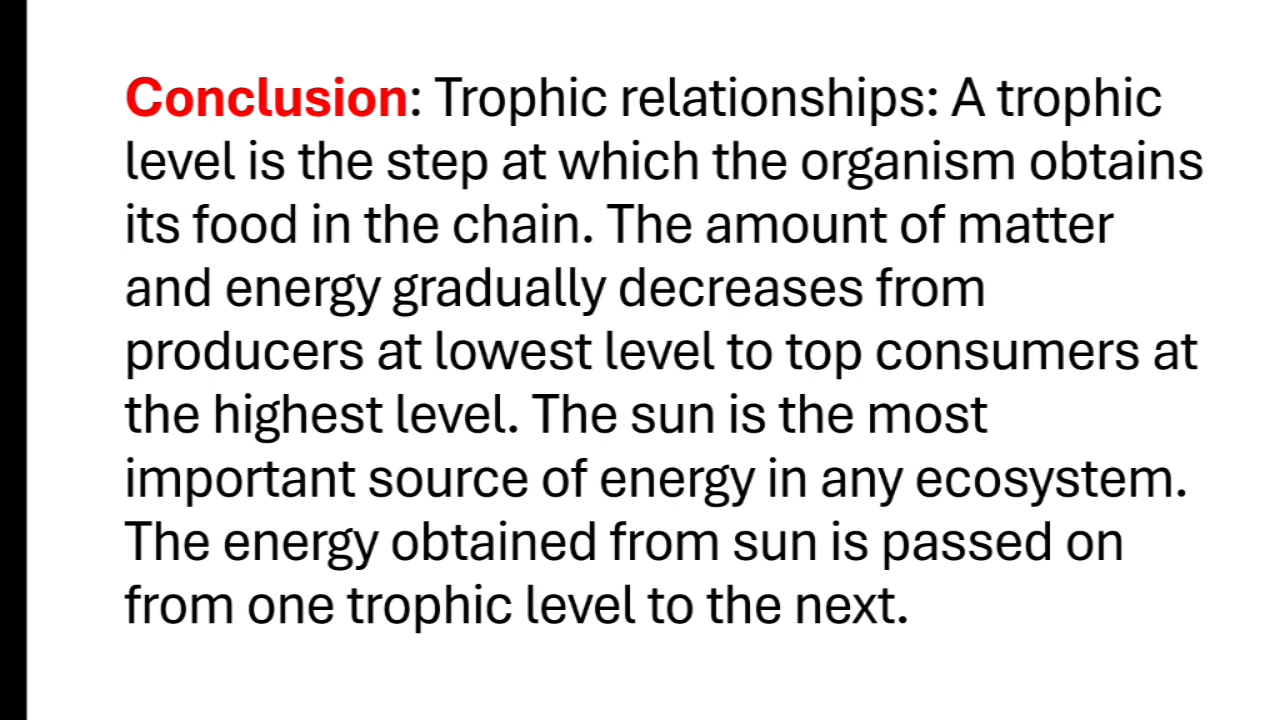 Conclusion: Trophic relationships: A trophic
level is the step at which the organism obtains
its food in the chain. The amount of matter
and energy gradually decreases from
producers at lowest level to top consumers at
the highest level. The sun is the most
important source of energy in any ecosystem.
The energy obtained from sun is passed on
from one trophic level to the next.